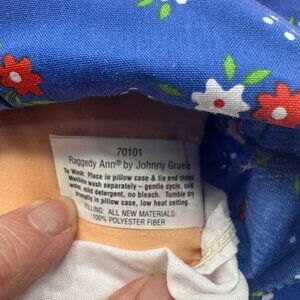 70101
Raggedy Ann® by Johnny Gruelle
To Wash: Place in pillow case & tie end closed.
Machine wash separately – gentle cycle, cold
water, mild detergent, no bleach. Tumble dry
promptly in pillow case, low heat setting.
FILLING: ALL NEW MATERIALS:
100% POLYESTER FIBER